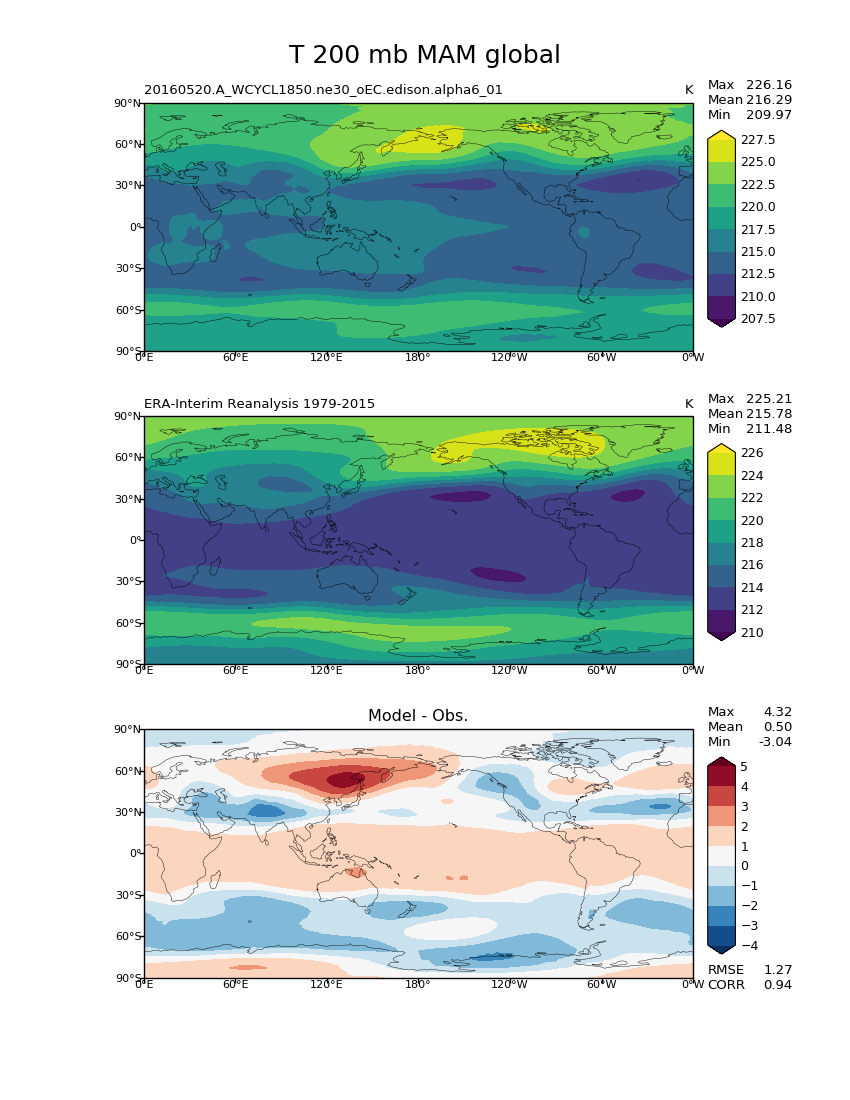 T 200 mb MAM global
20160520.A_WCYCL1850.ne30_oEC.edison.alpha6_01 K
Max 226.16
Mean 216.29
Min 209.97
90°N
60°N
30°N
0°
30°S
60°S
90°S
0°E 60°E 120°E 180° 120°W 60°W 0°W
227.5
225.0
222.5
220.0
217.5
215.0
212.5
210.0
207.5
ERA-Interim Reanalysis 1979-2015 K
Max 225.21
Mean 215.78
Min 211.48
90°N
60°N
30°N
0°
30°S
60°S
90°S
0°E 60°E 120°E 180° 120°W 60°W 0°W
226
224
222
220
218
216
214
212
210
Model - Obs.
Max 4.32
Mean 0.50
Min -3.04
90°N
60°N
30°N
0°
30°S
60°S
90°S
0°E 60°E 120°E 180° 120°W 60°W 0°W
5
4
3
2
1
0
−1
−2
−3
−4
RMSE 1.27
CORR 0.94